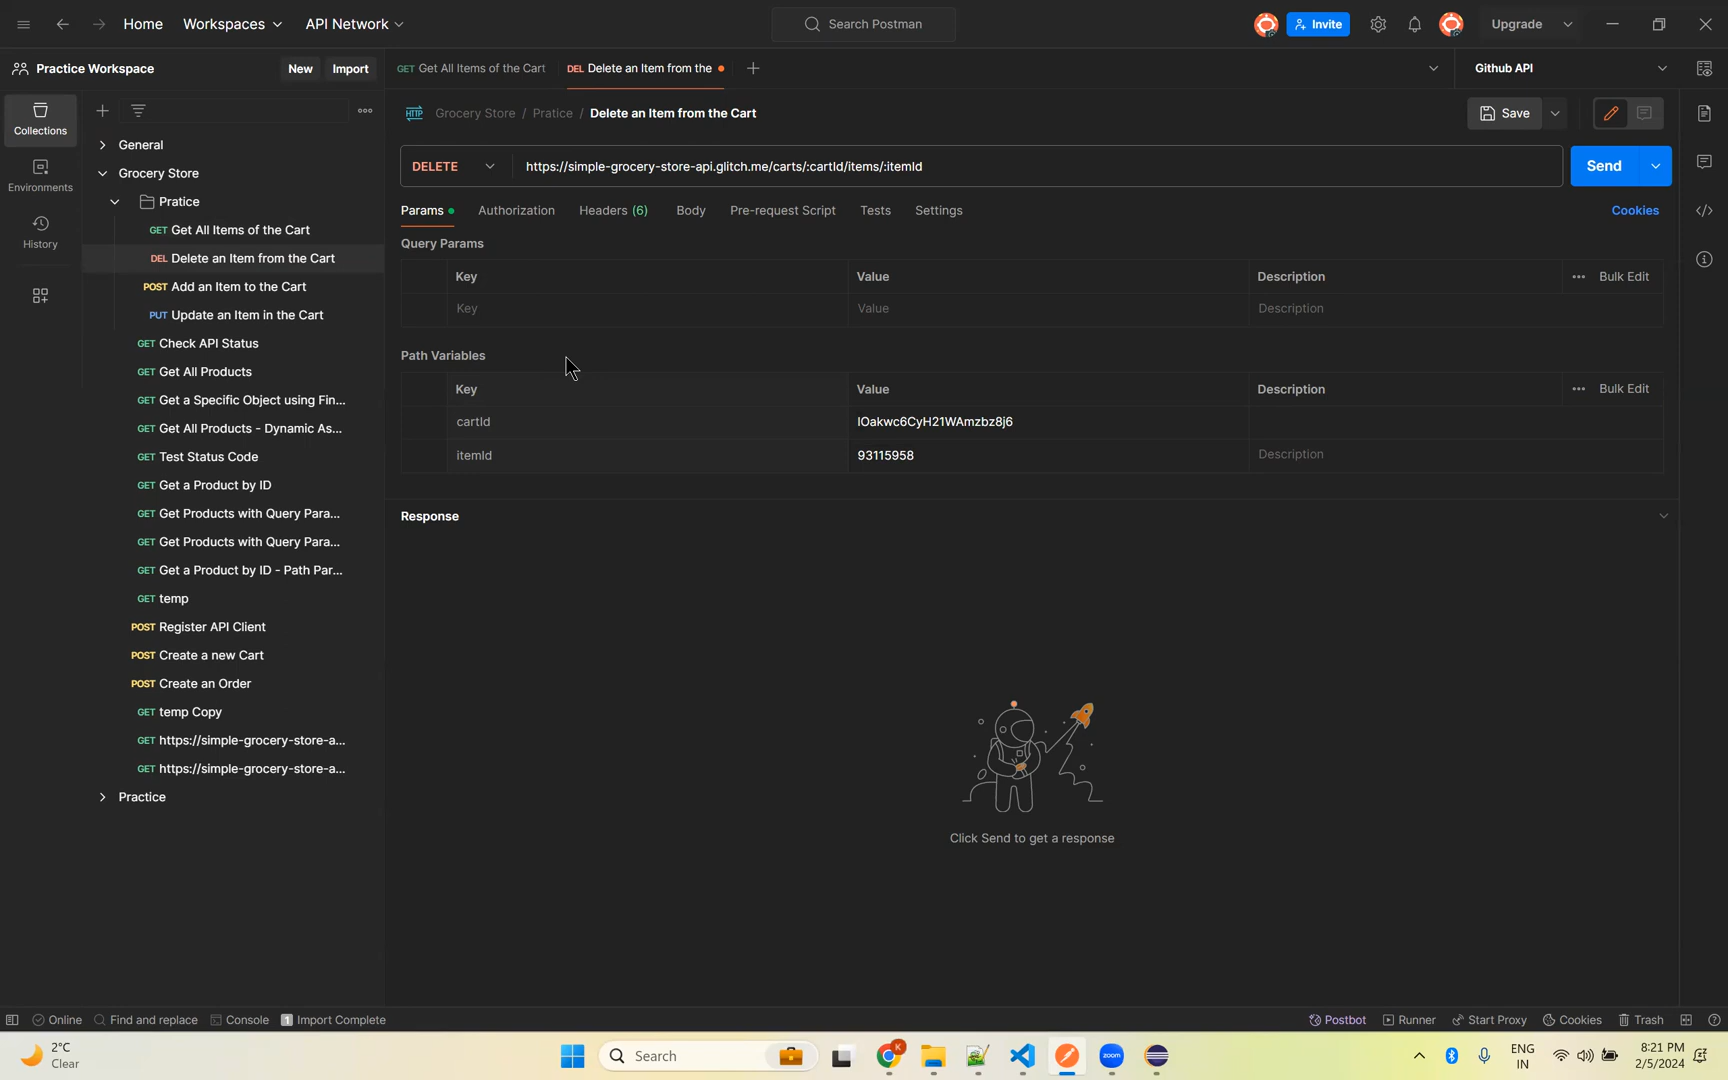 Home Workspaces API Network Search Postman Invite Upgrade
Practice Workspace New Import GET Get All Items of the Cart DEL Delete an Item from the Github API
Collections
Environments
History
General
Grocery Store
Pratice
GET Get All Items of the Cart
DEL Delete an Item from the Cart
POST Add an Item to the Cart
PUT Update an Item in the Cart
GET Check API Status
GET Get All Products
GET Get a Specific Object using Fin...
GET Get All Products - Dynamic As...
GET Test Status Code
GET Get a Product by ID
GET Get Products with Query Para...
GET Get Products with Query Para...
GET Get a Product by ID - Path Par...
GET temp
POST Register API Client
POST Create a new Cart
POST Create an Order
GET temp Copy
GET https://simple-grocery-store-a...
GET https://simple-grocery-store-a...
Practice
HTTP Grocery Store / Pratice / Delete an Item from the Cart Save
DELETE https://simple-grocery-store-api.glitch.me/carts/:cartId/items/:itemId Send
Params Authorization Headers (6) Body Pre-request Script Tests Settings Cookies
Query Params
Key Value Description Bulk Edit
Key Value Description
Path Variables
Key Value Description Bulk Edit
cartId lOakwc6CyH21WAmzbz8j6
itemId 93115958 Description
Response
Click Send to get a response
Online Find and replace Console 1 Import Complete Postbot Runner Start Proxy Cookies Trash
2°C
Clear
Search
K
zoom
ENG
IN
8:21 PM
2/5/2024